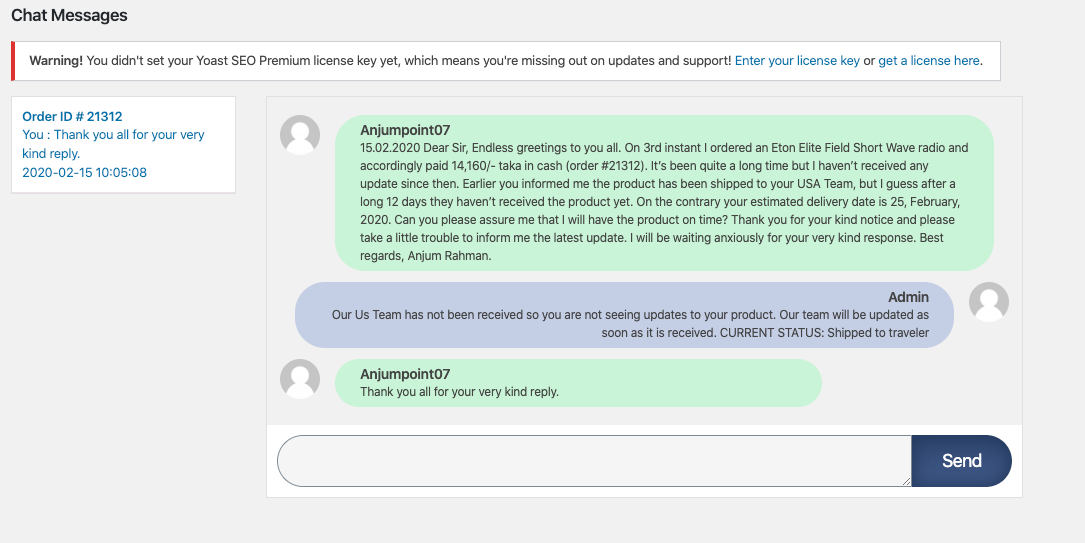 Chat Messages
Warning! You didn't set your Yoast SEO Premium license key yet, which means you're missing out on updates and support! Enter your license key or get a license here.
Order ID # 21312
You : Thank you all for your very
kind reply.
2020-02-15 10:05:08
Anjumpoint07
15.02.2020 Dear Sir, Endless greetings to you all. On 3rd instant I ordered an Eton Elite Field Short Wave radio and
accordingly paid 14,160/- taka in cash (order #21312). It’s been quite a long time but I haven’t received any
update since then. Earlier you informed me the product has been shipped to your USA Team, but I guess after a
long 12 days they haven’t received the product yet. On the contrary your estimated delivery date is 25, February,
2020. Can you please assure me that I will have the product on time? Thank you for your kind notice and please
take a little trouble to inform me the latest update. I will be waiting anxiously for your very kind response. Best
regards, Anjum Rahman.
Admin
Our Us Team has not been received so you are not seeing updates to your product. Our team will be updated as
soon as it is received. CURRENT STATUS: Shipped to traveler
Anjumpoint07
Thank you all for your very kind reply.
Send